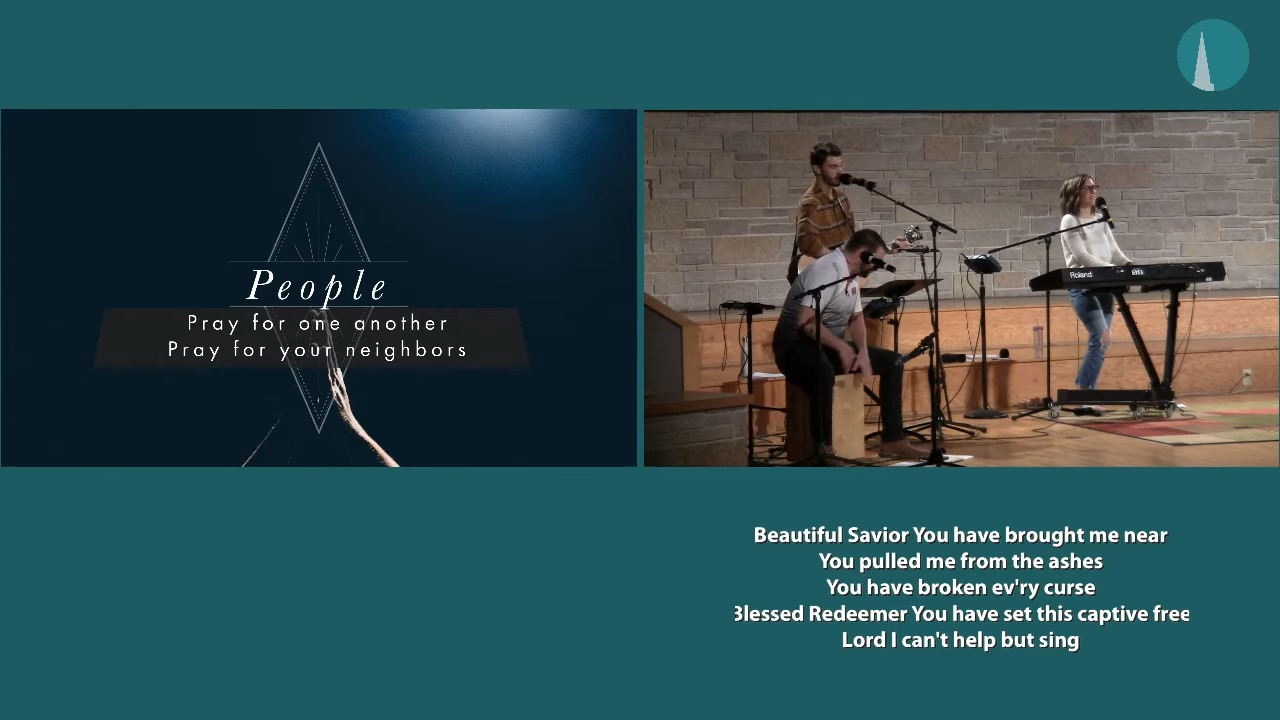 People
Pray for one another
Pray for your neighbors
Roland
Beautiful Savior You have brought me near
You pulled me from the ashes
You have broken ev'ry curse
Blessed Redeemer You have set this captive free
Lord I can't help but sing